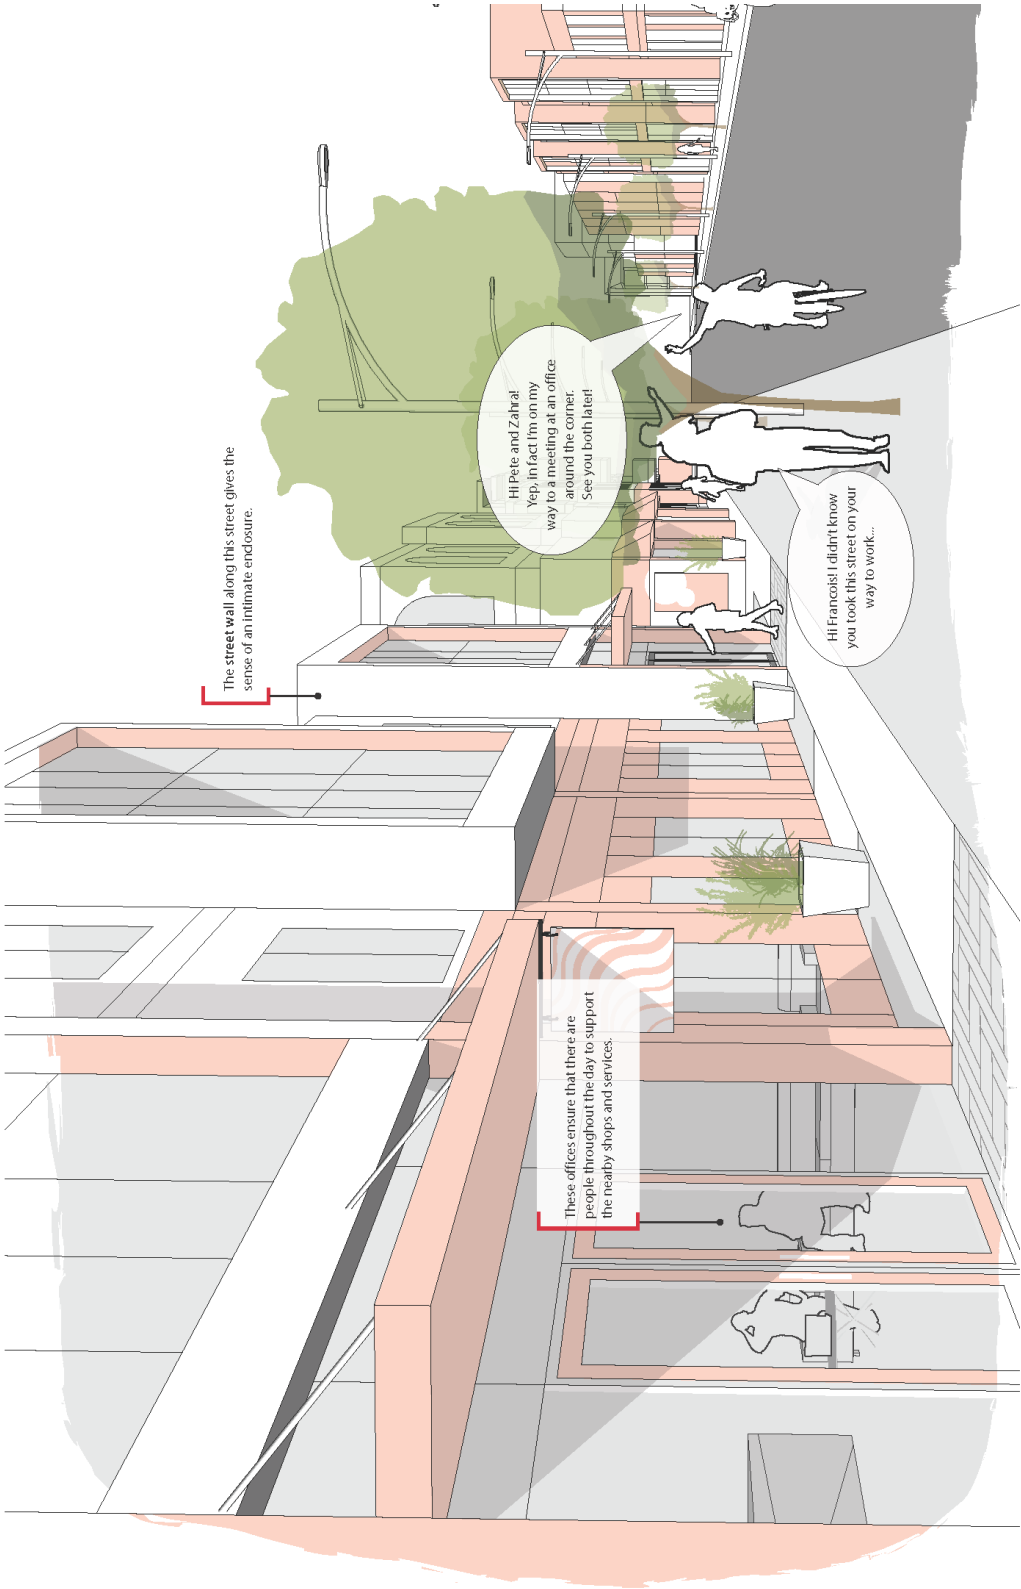 The street wall along this street gives the
sense of an intimate enclosure.
Hi Pete and Zahra!
Yep, in fact I'm on my
way to a meeting at an office
around the corner.
See you both later!
Hi Francois! I didn't know
you took this street on your
way to work...
These offices ensure that there are
people throughout the day to support
the nearby shops and services.